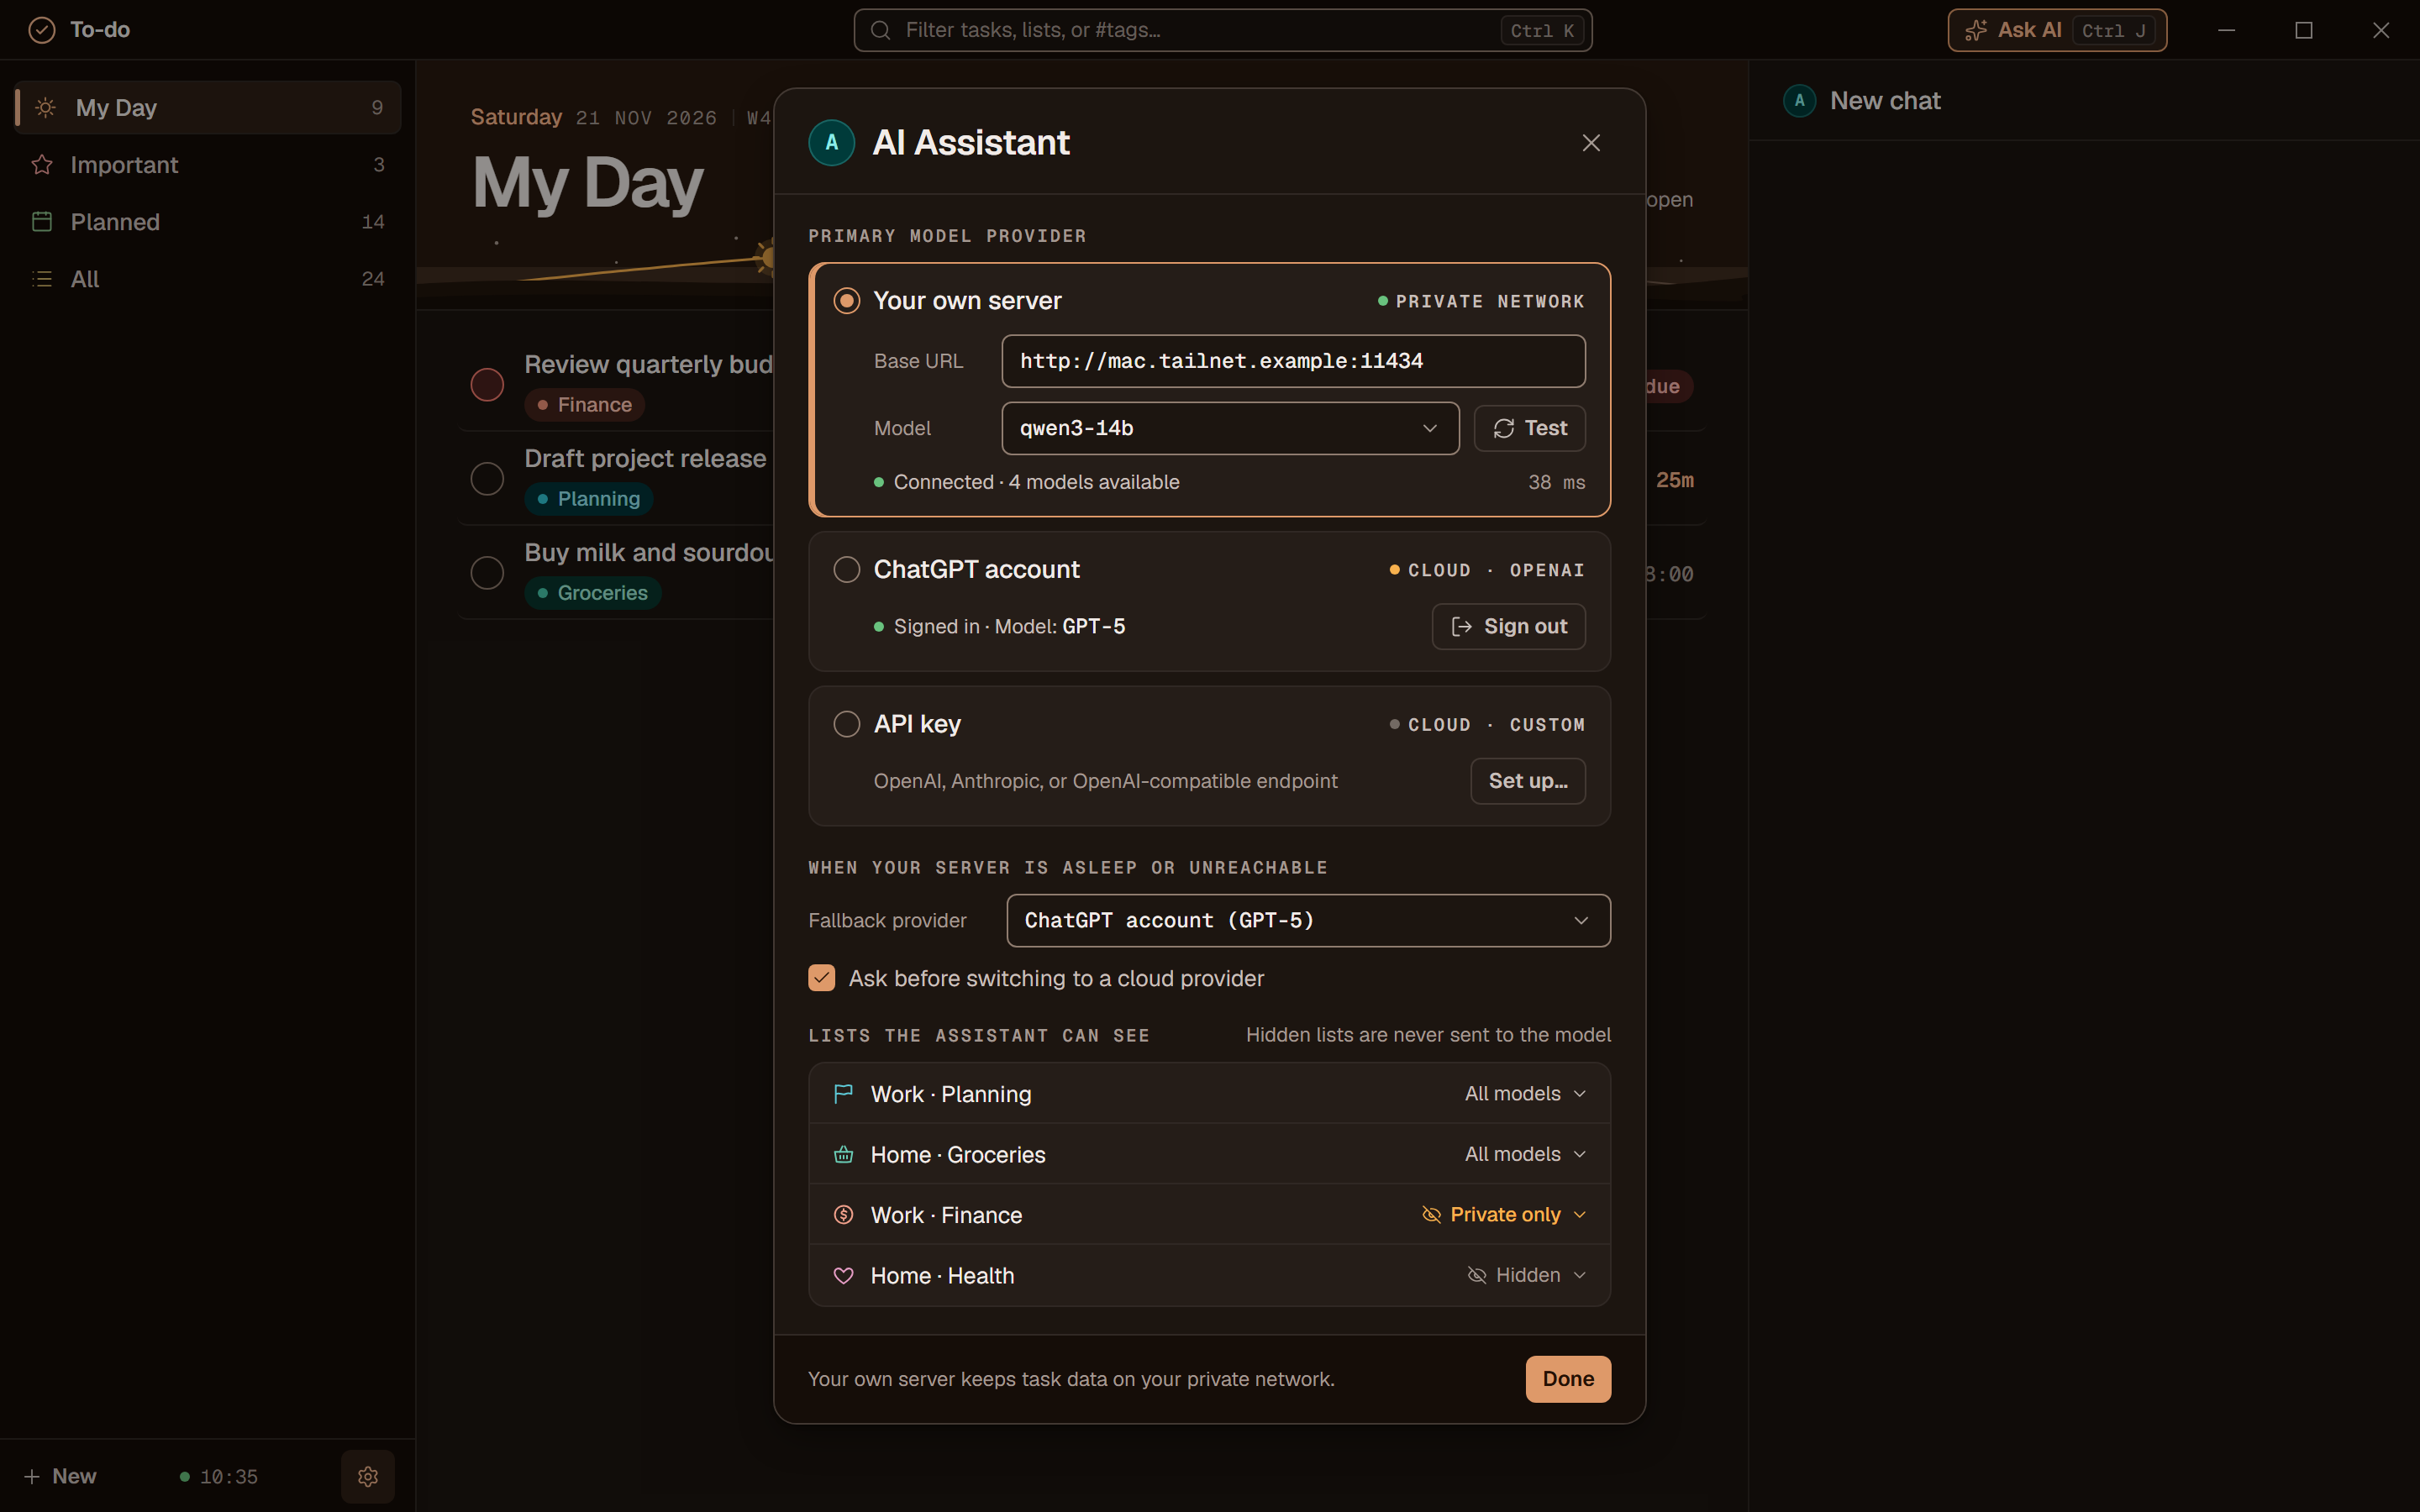 To-do
Filter tasks, lists, or #tags...
Ctrl K
Ask AI
Ctrl J
My Day 9
Important 3
Planned 14
All 24
Saturday 21 NOV 2026
My Day
open
Review quarterly
Finance
due
Draft project release
Planning
25m
Buy milk and
Groceries
:00
A New chat
A AI Assistant
PRIMARY MODEL PROVIDER
Your own server PRIVATE NETWORK
Base URL http://mac.tailnet.example:11434
Model qwen3-14b Test
Connected · 4 models available 38 ms
ChatGPT account CLOUD · OPENAI
Signed in · Model: GPT-5 Sign out
API key CLOUD · CUSTOM
OpenAI, Anthropic, or OpenAI-compatible endpoint Set up...
WHEN YOUR SERVER IS ASLEEP OR UNREACHABLE
Fallback provider ChatGPT account (GPT-5)
Ask before switching to a cloud provider
LISTS THE ASSISTANT CAN SEE Hidden lists are never sent to the model
Work · Planning All models
Home · Groceries All models
Work · Finance Private only
Home · Health Hidden
Your own server keeps task data on your private network. Done
New 10:35